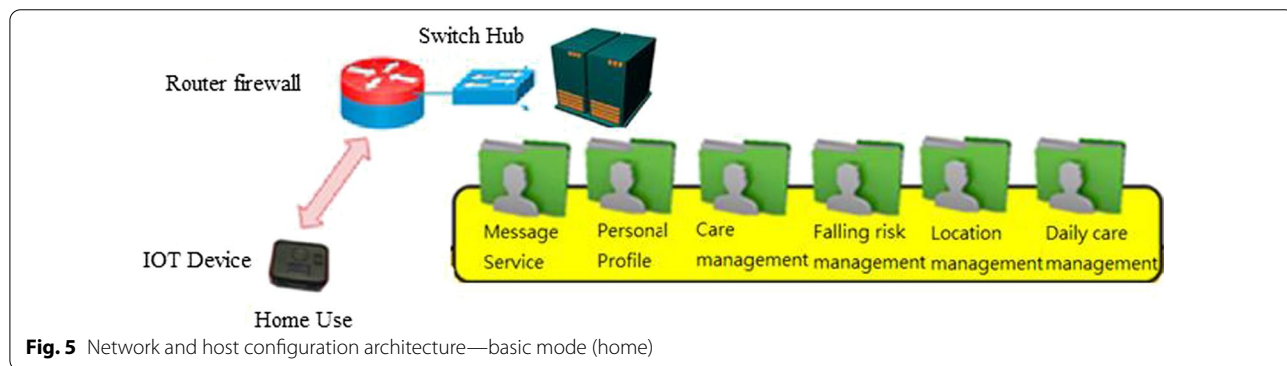 Switch Hub
Router firewall
Message Service
Personal Profile
Care management
Falling risk management
Location management
Daily care management
IOT Device
Home Use
Fig. 5 Network and host configuration architecture—basic mode (home)